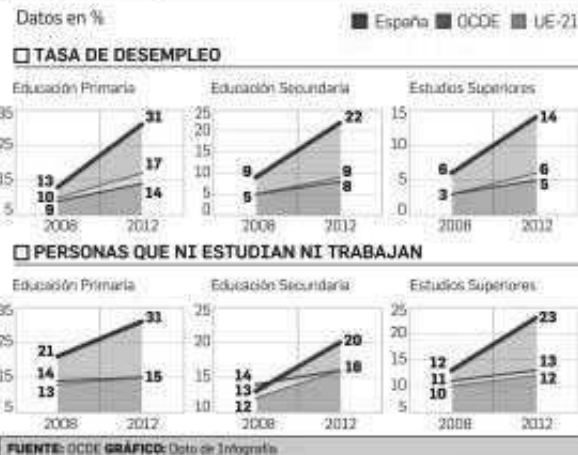 Datos en %
España OCDE UE-21
TASA DE DESEMPLEO
Educación Primaria Educación Secundaria Estudios Superiores
35 25 15
25 20 10
15 15 5
5 10 0
5
0
13 10 9 31 17 14
9 5 22 9 8
6 3 14 6 5
2008 2012 2008 2012 2008 2012
PERSONAS QUE NI ESTUDIAN NI TRABAJAN
Educación Primaria Educación Secundaria Estudios Superiores
35 25 25
25 20 20
15 15 15
5 10 10
5
21 14 13 31 15
14 13 12 20
12 11 10 23 13 12
2008 2012 2008 2012 2008 2012
FUENTE: OCDE GRÁFICO: Dpto de Infografía